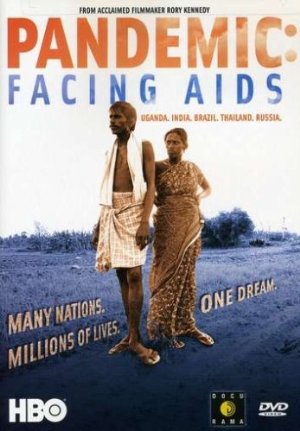 FROM ACCLAIMED FILMMAKER RORY KENNEDY
PANDEMIC:
FACING AIDS
UGANDA. INDIA. BRAZIL. THAILAND. RUSSIA.
MANY NATIONS.
MILLIONS OF LIVES.
ONE DREAM.
HBO
DOCU
RAMA
DVD
VIDEO